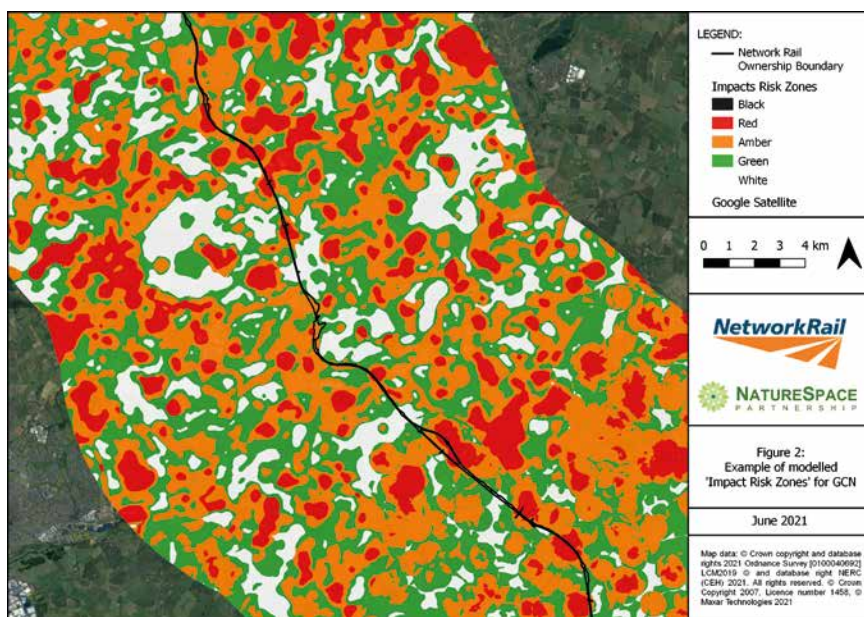 LEGEND:
Network Rail
Ownership Boundary
Impacts Risk Zones
Black
Red
Amber
Green
White
Google Satellite
0 1 2 3 4 km
NetworkRail
NATURESPACE
PARTNERSHIP
Figure 2:
Example of modelled
'Impact Risk Zones' for GCN
June 2021
Map data: © Crown copyright and database
rights 2021 Ordnance Survey [0100040692]
LCM2019 © and database right NERC
(CEH) 2021. All rights reserved. © Crown
Copyright 2007, Licence number 1458, ©
Maxar Technologies 2021